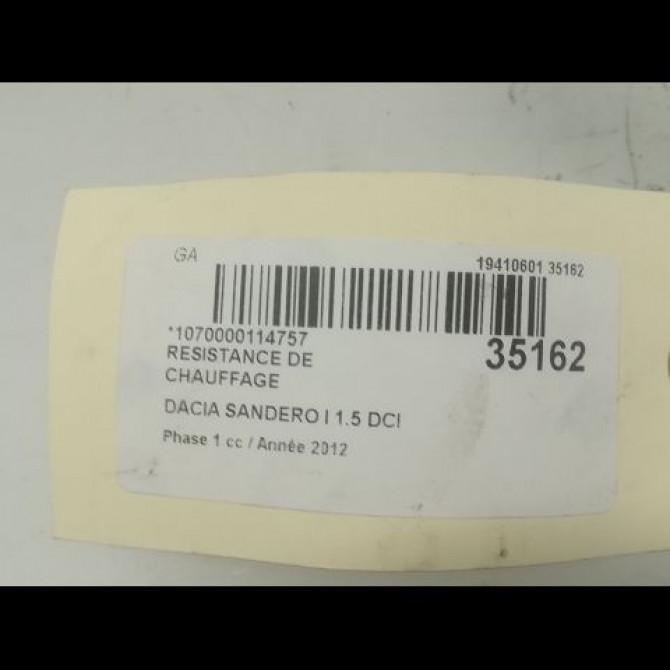 GA
19410601 35162
*1070000114757
35162
RESISTANCE DE
CHAUFFAGE
DACIA SANDERO I 1.5 DCI
Phase 1 cc / Année 2012